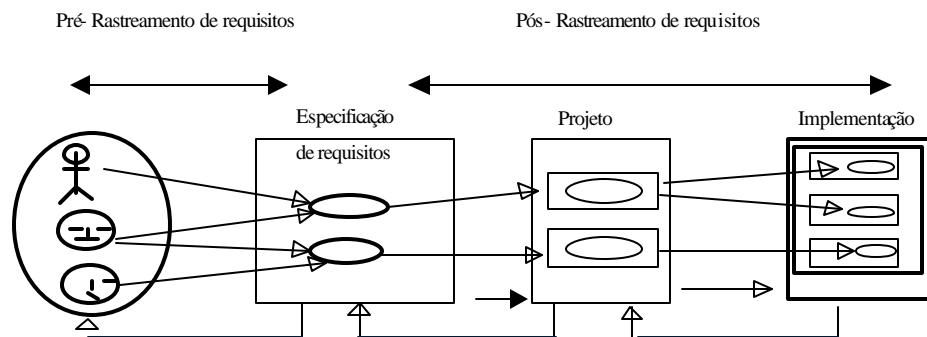 Pré- Rastreamento de requisitos
Pós- Rastreamento de requisitos
Especificação
de requisitos
Projeto
Implementação